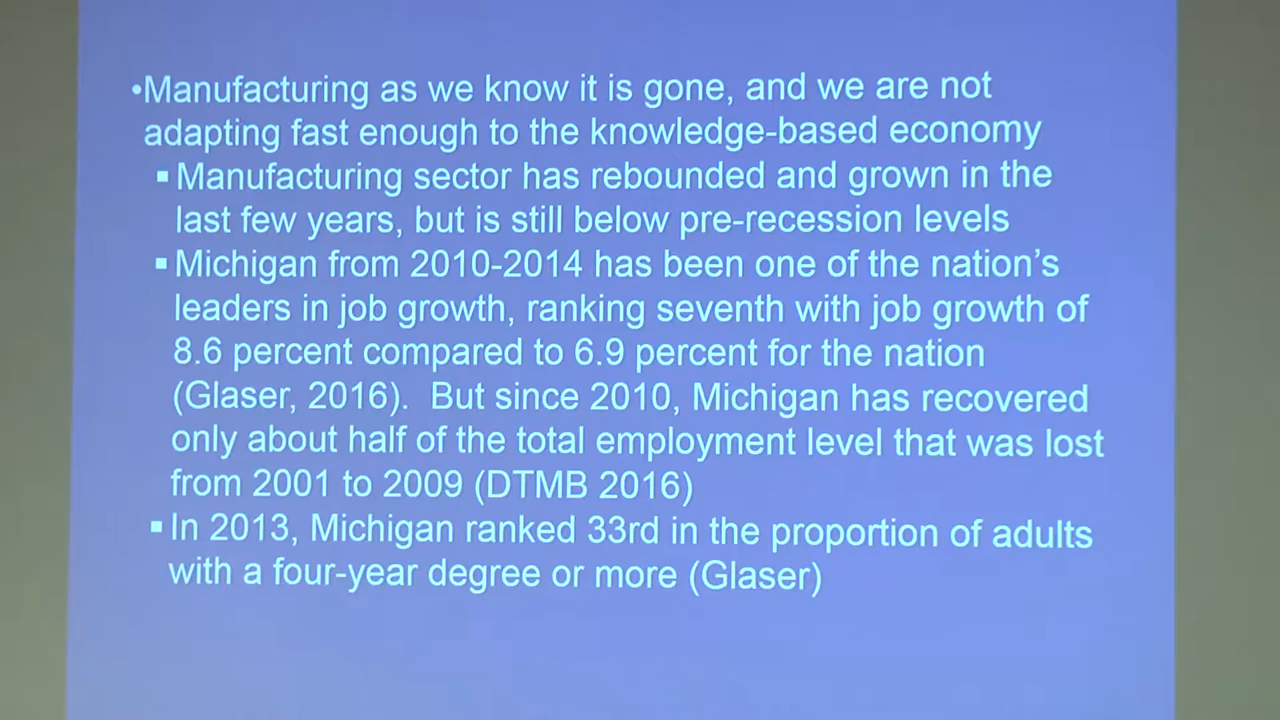 •Manufacturing as we know it is gone, and we are not
adapting fast enough to the knowledge-based economy
▪Manufacturing sector has rebounded and grown in the
last few years, but is still below pre-recession levels
▪Michigan from 2010-2014 has been one of the nation’s
leaders in job growth, ranking seventh with job growth of
8.6 percent compared to 6.9 percent for the nation
(Glaser, 2016).  But since 2010, Michigan has recovered
only about half of the total employment level that was lost
from 2001 to 2009 (DTMB 2016)
▪In 2013, Michigan ranked 33rd in the proportion of adults
with a four-year degree or more (Glaser)